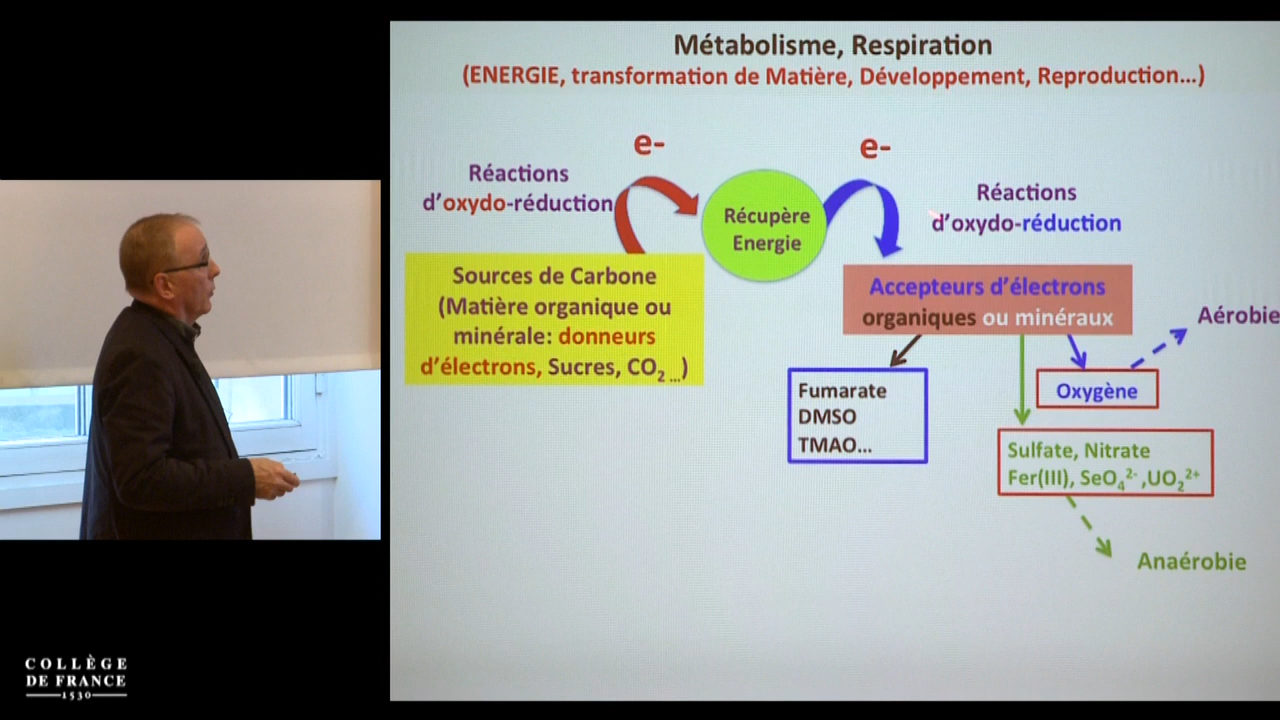 Métabolisme, Respiration
(ENERGIE, transformation de Matière, Développement, Reproduction...)
e-
e-
Réactions
d'oxydo-réduction
Récupère
Energie
Réactions
d'oxydo-réduction
Sources de Carbone
(Matière organique ou
minérale: donneurs
d'électrons, Sucres, CO₂ ...)
Accepteurs d'électrons
organiques ou minéraux
Aérobie
Fumarate
DMSO
TMAO...
Oxygène
Sulfate, Nitrate
Fer(III), SeO₄²⁻ ,UO₂²⁺
Anaérobie
COLLÈGE
DE FRANCE
1530